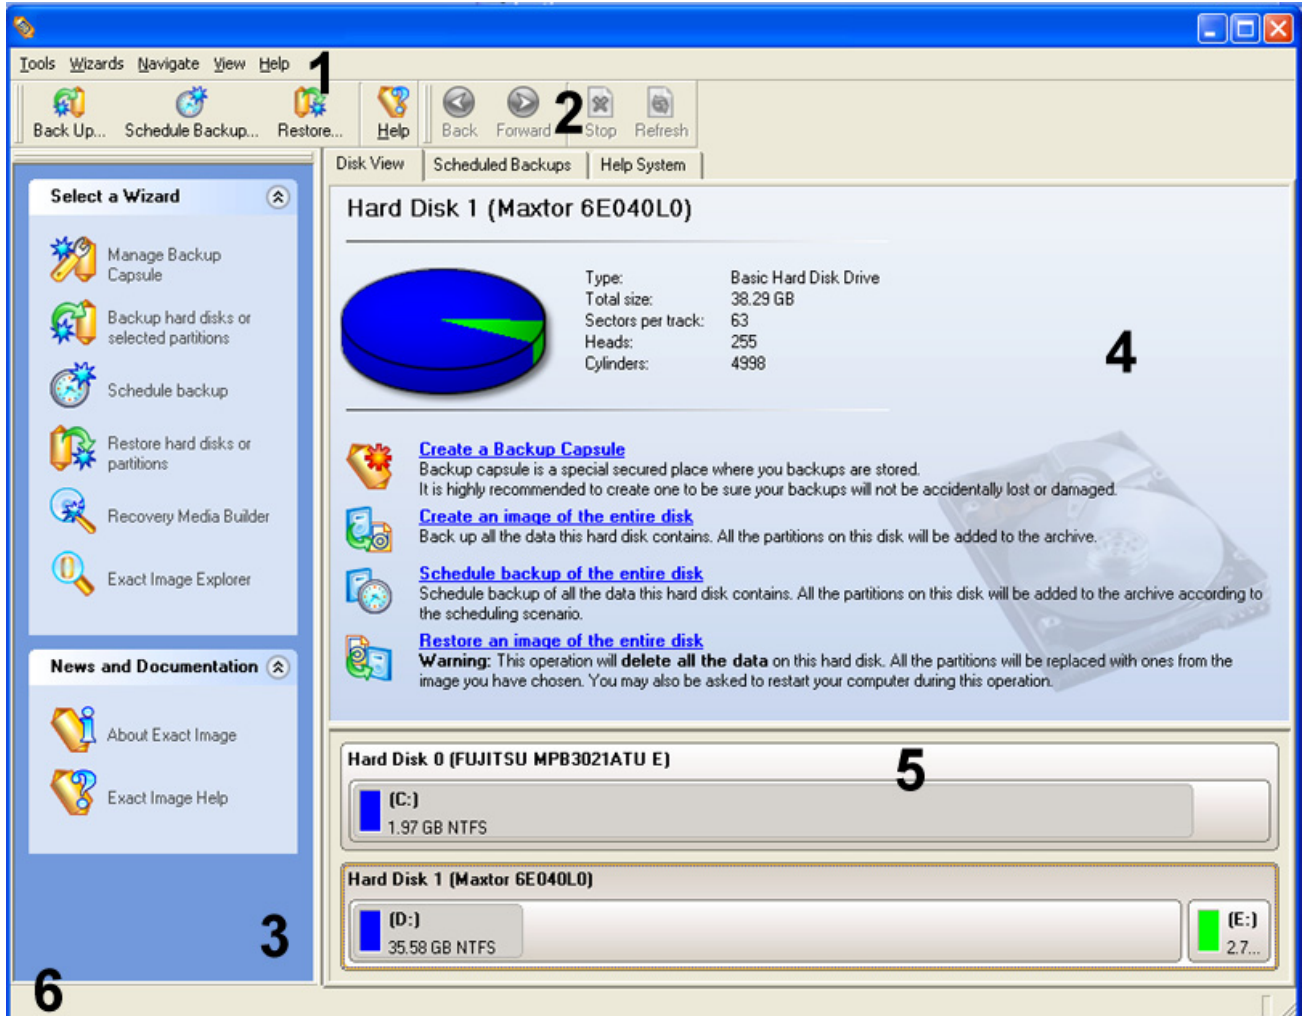 Tools Wizards Navigate View Help 1
Back Up... Schedule Backup... Restore... Help Back Forward 2 Stop Refresh
Disk View Scheduled Backups Help System
Select a Wizard
Manage Backup
Capsule
Backup hard disks or
selected partitions
Schedule backup
Restore hard disks or
partitions
Recovery Media Builder
Exact Image Explorer
News and Documentation
About Exact Image
Exact Image Help
3
6
Hard Disk 1 (Maxtor 6E040L0)
Type: Basic Hard Disk Drive
Total size: 38.29 GB
Sectors per track: 63
Heads: 255
Cylinders: 4998
4
Create a Backup Capsule
Backup capsule is a special secured place where you backups are stored.
It is highly recommended to create one to be sure your backups will not be accidentally lost or damaged.
Create an image of the entire disk
Back up all the data this hard disk contains. All the partitions on this disk will be added to the archive.
Schedule backup of the entire disk
Schedule backup of all the data this hard disk contains. All the partitions on this disk will be added to the archive according to
the scheduling scenario.
Restore an image of the entire disk
Warning: This operation will delete all the data on this hard disk. All the partitions will be replaced with ones from the
image you have chosen. You may also be asked to restart your computer during this operation.
Hard Disk 0 (FUJITSU MPB3021ATU E)
5
(C:)
1.97 GB NTFS
Hard Disk 1 (Maxtor 6E040L0)
(D:)
35.58 GB NTFS
(E:)
2.7...